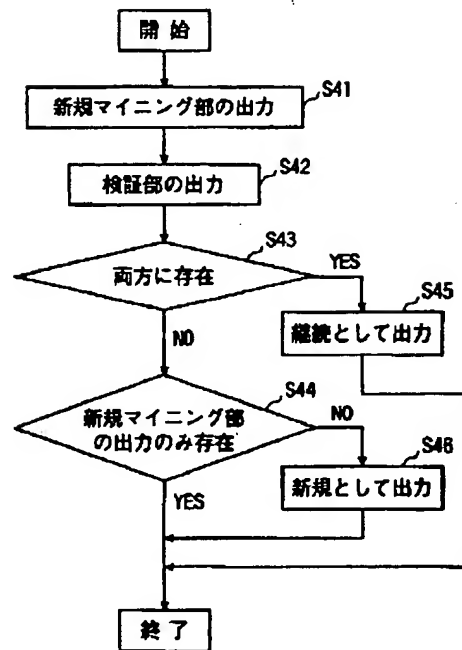 開始
新規マイニング部の出力
S41
検証部の出力
S42
両方に存在
S43
YES
継続として出力
S45
NO
新規マイニング部
の出力のみ存在
S44
NO
新規として出力
S46
YES
終了